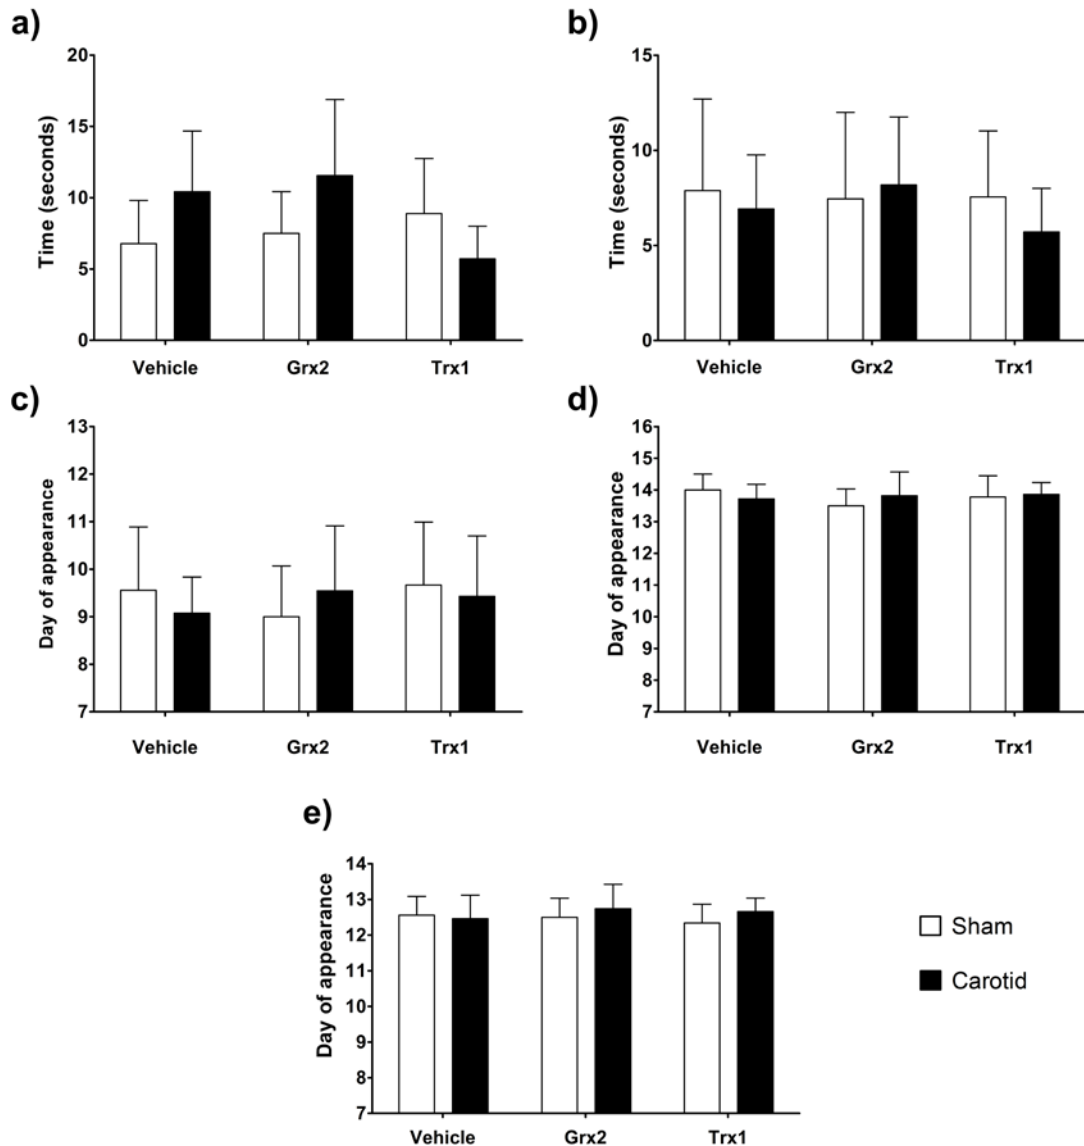 a)
Time (seconds)
20
15
10
5
0
Vehicle Grx2 Trx1
b)
Time (seconds)
15
10
5
0
Vehicle Grx2 Trx1
c)
Day of appearance
13
12
11
10
9
8
7
Vehicle Grx2 Trx1
d)
Day of appearance
16
15
14
13
12
11
10
9
8
7
Vehicle Grx2 Trx1
e)
Day of appearance
14
13
12
11
10
9
8
7
Vehicle Grx2 Trx1
Sham
Carotid